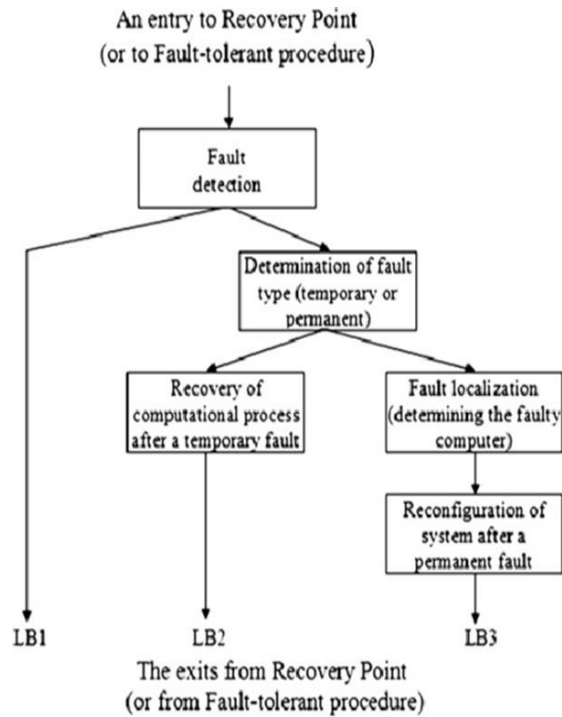 An entry to Recovery Point
(or to Fault-tolerant procedure)
Fault
detection
Determination of fault
type (temporary or
permanent)
Recovery of
computational process
after a temporary fault
Fault localization
(determining the faulty
computer)
Reconfiguration of
system after a
permanent fault
LB1
LB2
LB3
The exits from Recovery Point
(or from Fault-tolerant procedure)